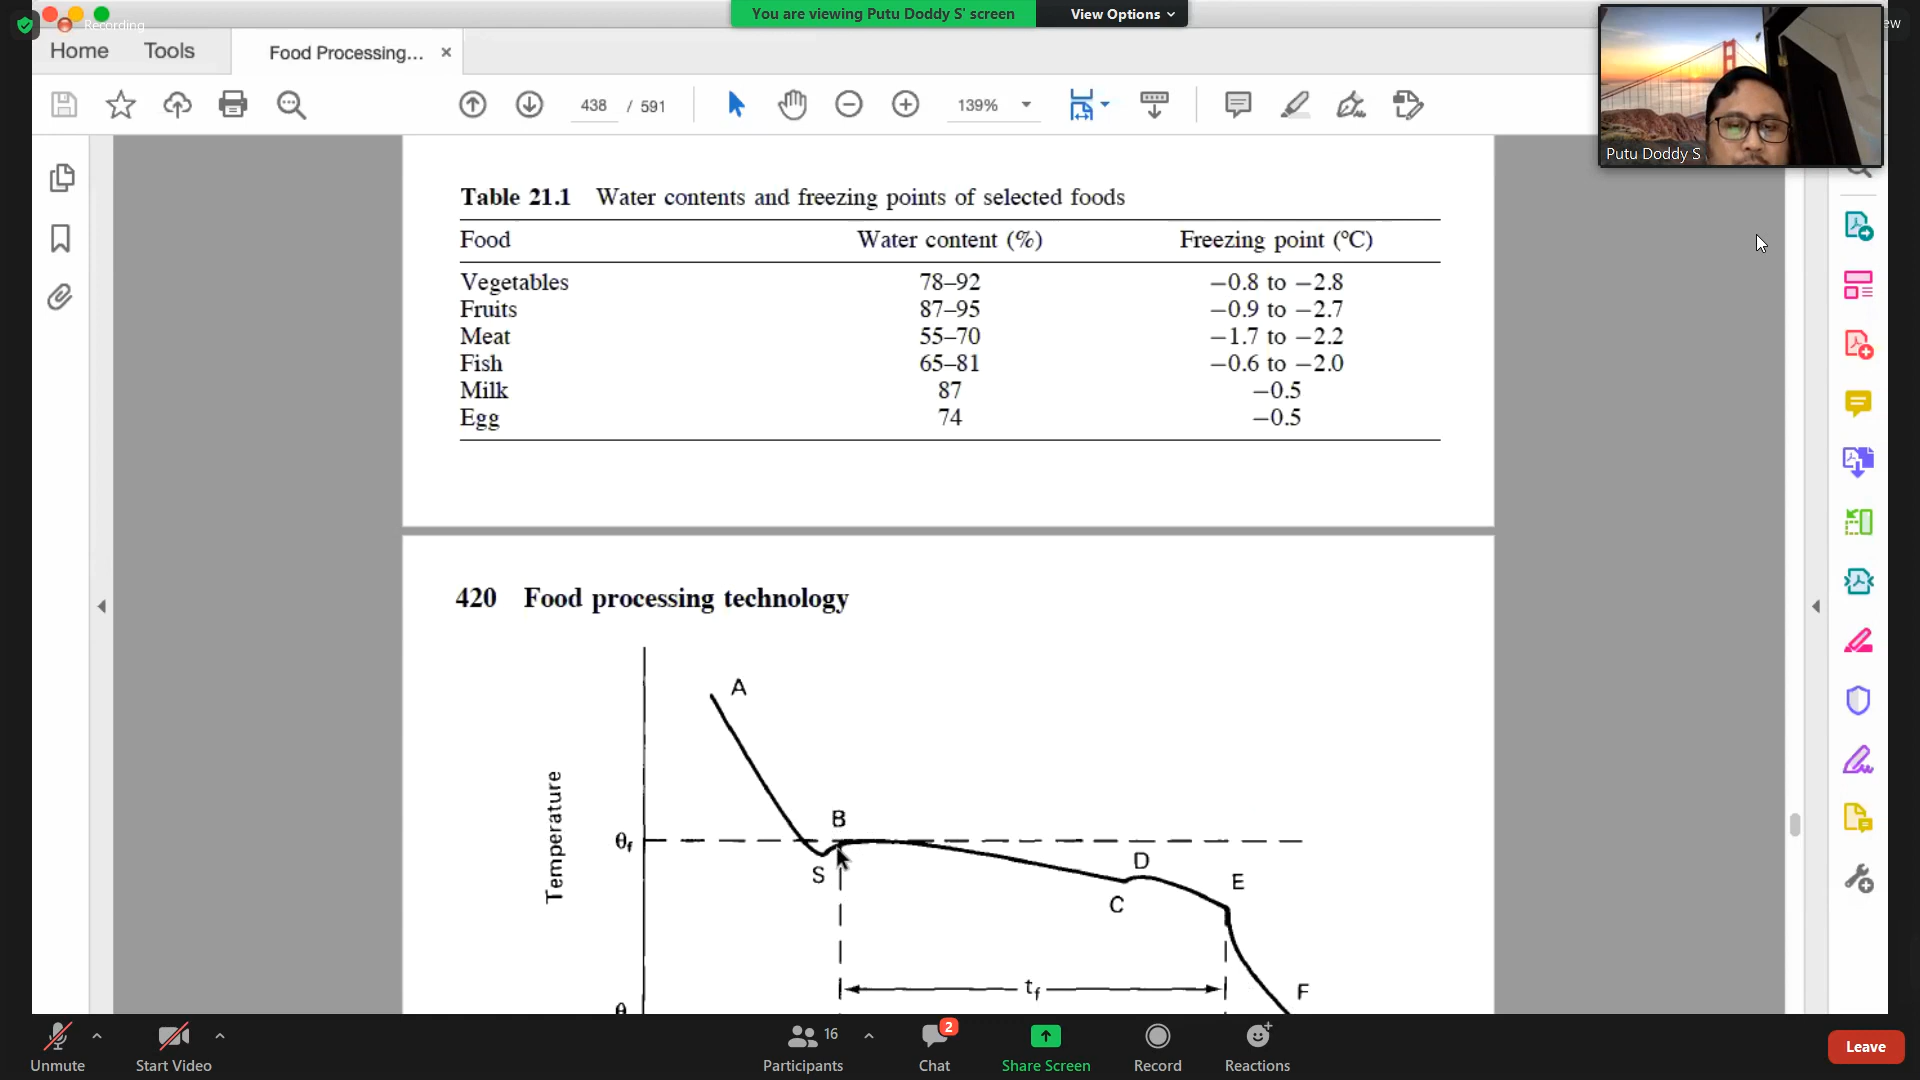 Recording
You are viewing Putu Doddy S' screen
View Options
ew
Home
Tools
Food Processing...
438 / 591
139%
Putu Doddy S
Table 21.1 Water contents and freezing points of selected foods
Food Water content (%) Freezing point (°C)
Vegetables 78–92 −0.8 to −2.8
Fruits 87–95 −0.9 to −2.7
Meat 55–70 −1.7 to −2.2
Fish 65–81 −0.6 to −2.0
Milk 87 −0.5
Egg 74 −0.5
420 Food processing technology
A
B
θf
S
D
E
C
Temperature
tf
F
θ
Unmute
Start Video
16
Participants
2
Chat
Share Screen
Record
Reactions
Leave